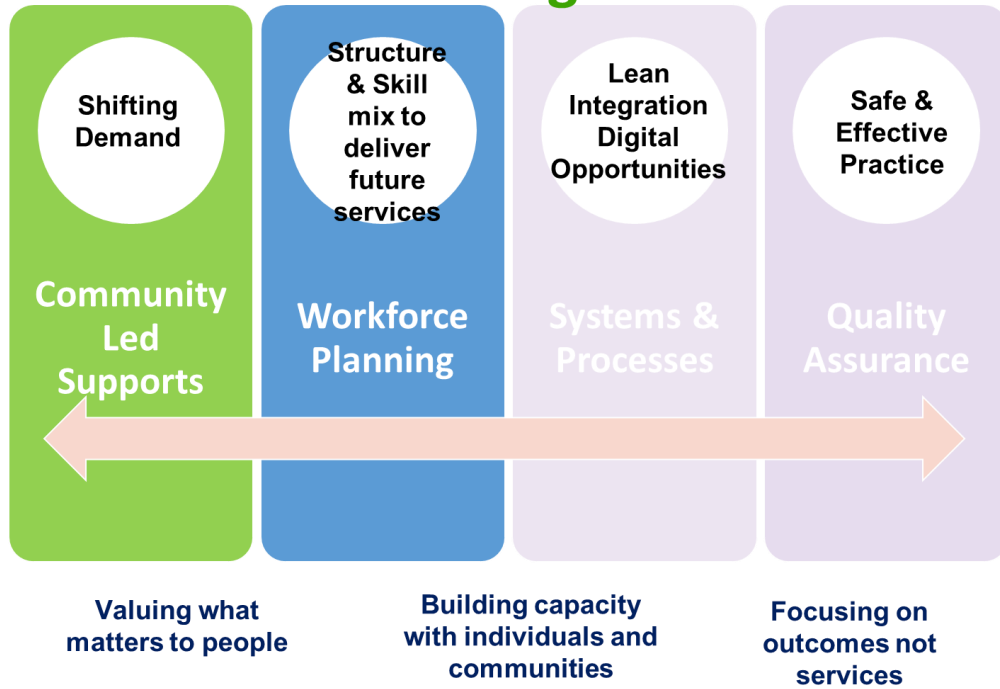 Shifting
Demand
Structure
& Skill
mix to
deliver
future
services
Lean
Integration
Digital
Opportunities
Safe &
Effective
Practice
Community
Led
Supports
Workforce
Planning
Systems &
Processes
Quality
Assurance
Valuing what
matters to people
Building capacity
with individuals and
communities
Focusing on
outcomes not
services